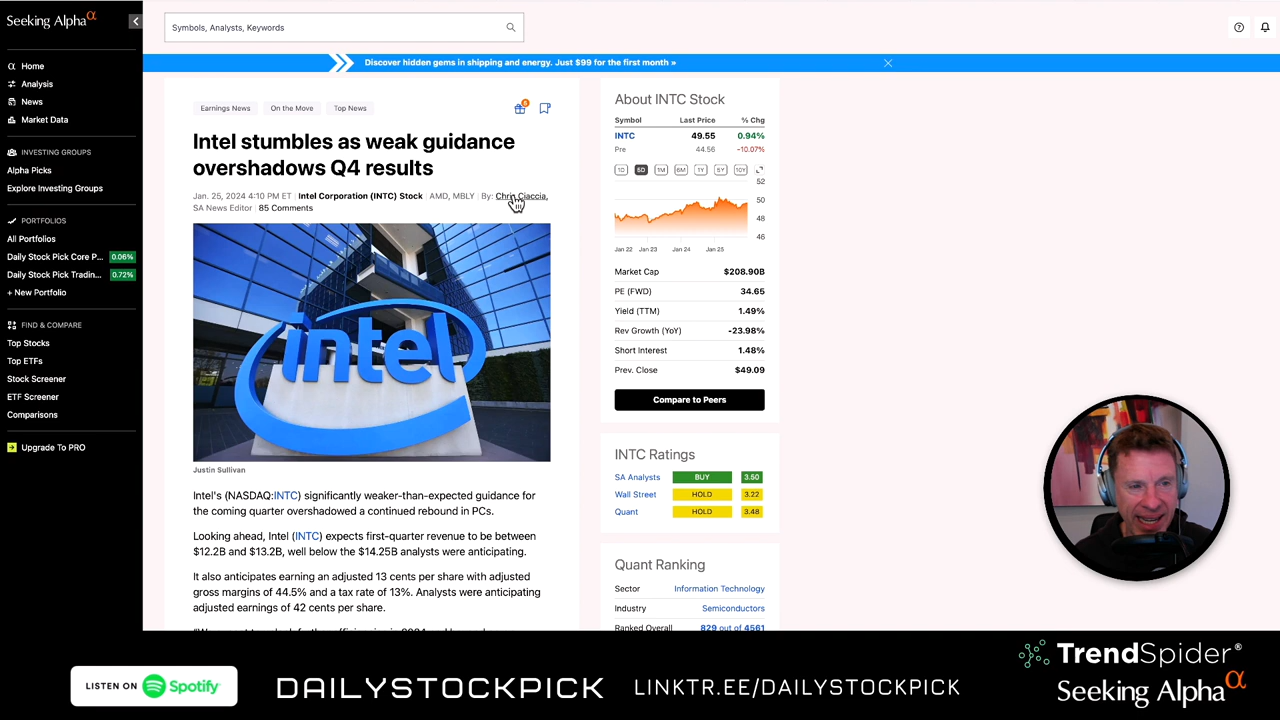 Seeking Alpha α
Symbols, Analysts, Keywords
Discover hidden gems in shipping and energy. Just $99 for the first month »
α Home
Analysis
News
Market Data
INVESTING GROUPS
Alpha Picks
Explore Investing Groups
PORTFOLIOS
All Portfolios
Daily Stock Pick Core P... 0.06%
Daily Stock Pick Tradin... 0.72%
+ New Portfolio
FIND & COMPARE
Top Stocks
Top ETFs
Stock Screener
ETF Screener
Comparisons
Upgrade To PRO
Earnings News
On the Move
Top News
6
Intel stumbles as weak guidance
overshadows Q4 results
Jan. 25, 2024 4:10 PM ET | Intel Corporation (INTC) Stock | AMD, MBLY | By: Chris Ciaccia,
SA News Editor | 85 Comments
intel
Justin Sullivan
Intel's (NASDAQ:INTC) significantly weaker-than-expected guidance for
the coming quarter overshadowed a continued rebound in PCs.
Looking ahead, Intel (INTC) expects first-quarter revenue to be between
$12.2B and $13.2B, well below the $14.25B analysts were anticipating.
It also anticipates earning an adjusted 13 cents per share with adjusted
gross margins of 44.5% and a tax rate of 13%. Analysts were anticipating
adjusted earnings of 42 cents per share.
About INTC Stock
Symbol Last Price % Chg
INTC 49.55 0.94%
Pre 44.56 -10.07%
1D 5D 1M 6M 1Y 5Y 10Y
52
50
48
46
Jan 22 Jan 23 Jan 24 Jan 25
Market Cap $208.90B
PE (FWD) 34.65
Yield (TTM) 1.49%
Rev Growth (YoY) -23.98%
Short Interest 1.48%
Prev. Close $49.09
Compare to Peers
INTC Ratings
SA Analysts BUY 3.50
Wall Street HOLD 3.22
Quant HOLD 3.48
Quant Ranking
Sector Information Technology
Industry Semiconductors
Ranked Overall 829 out of 4561
LISTEN ON Spotify
DAILYSTOCKPICK
LINKTR.EE/DAILYSTOCKPICK
TrendSpider®
Seeking Alpha α